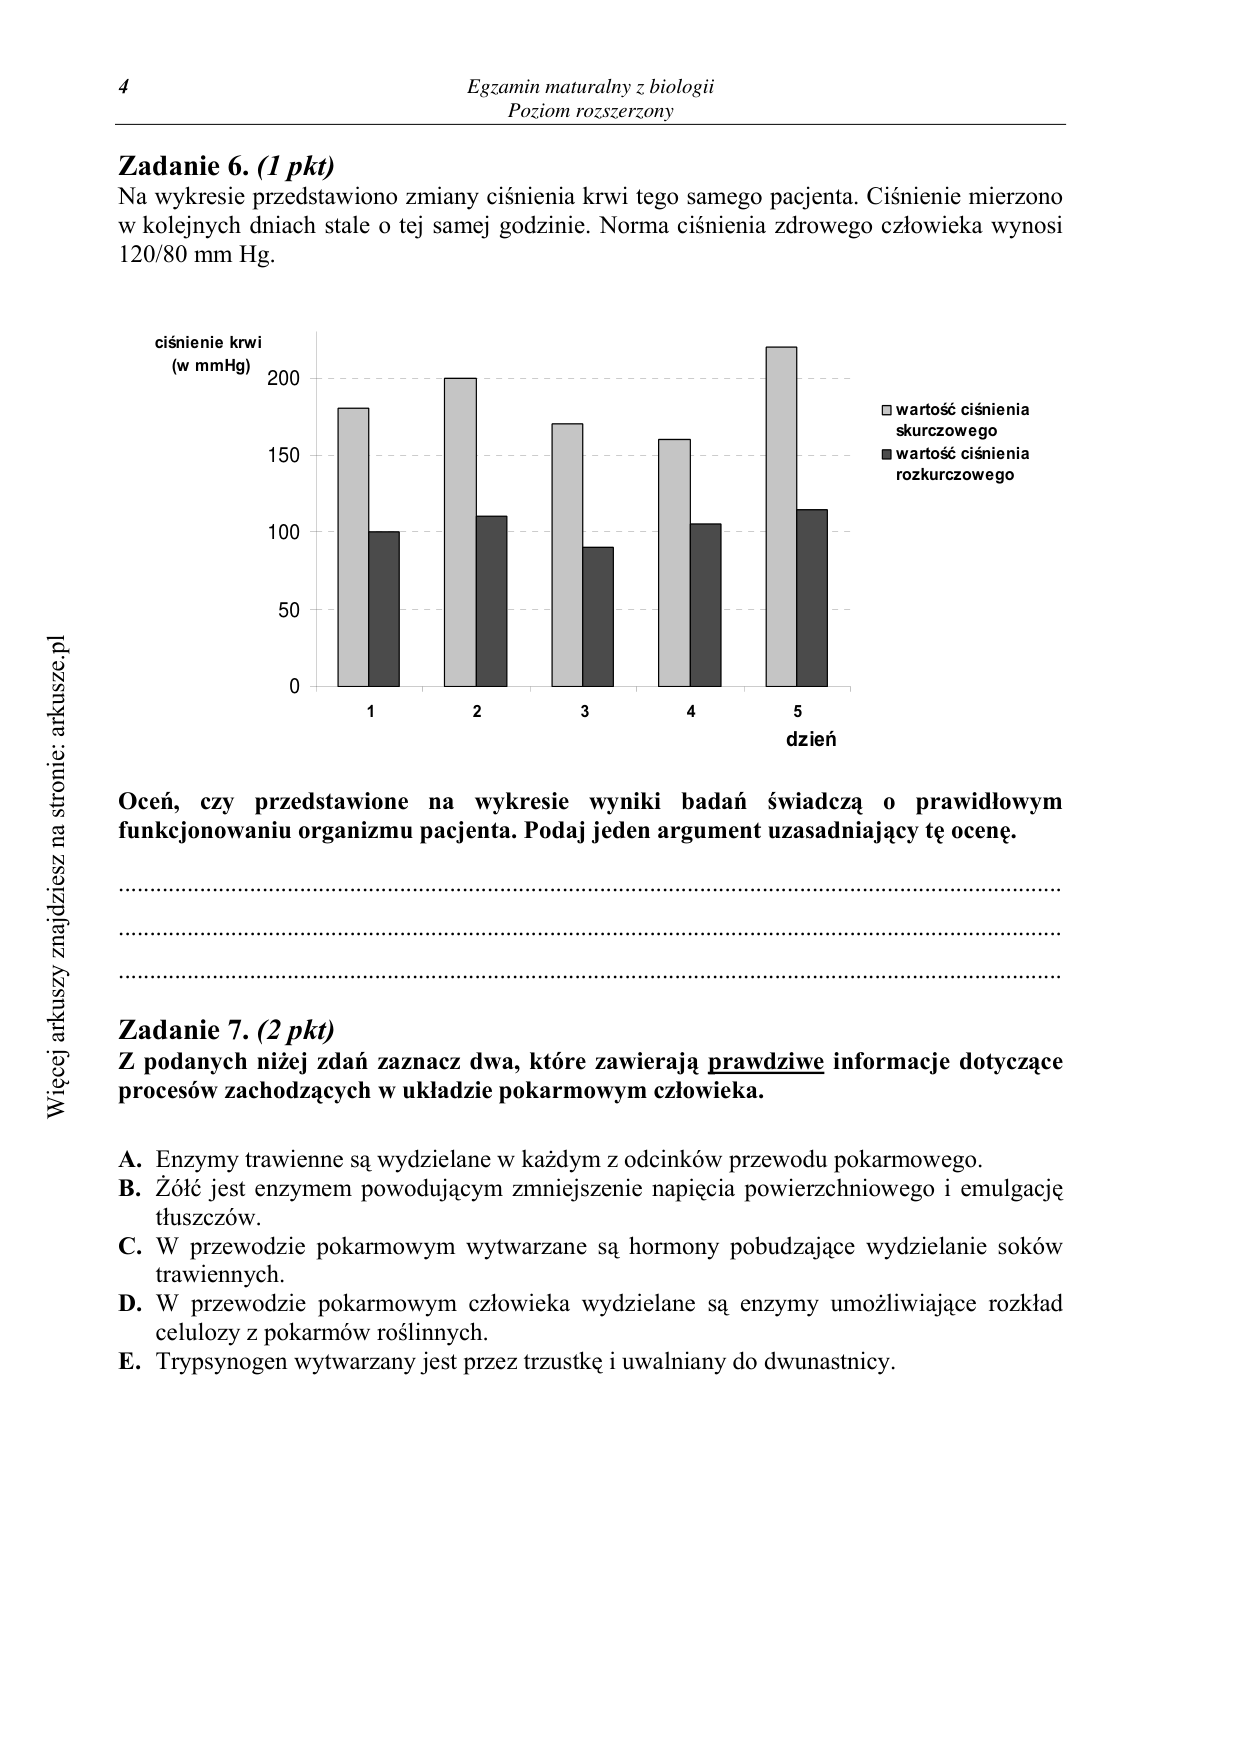 4
Egzamin maturalny z biologii
Poziom rozszerzony
Zadanie 6. (1 pkt)
Na wykresie przedstawiono zmiany ciśnienia krwi tego samego pacjenta. Ciśnienie mierzono
w kolejnych dniach stale o tej samej godzinie. Norma ciśnienia zdrowego człowieka wynosi
120/80 mm Hg.
ciśnienie krwi
(w mmHg)
200
150
100
50
0
1 2 3 4 5
dzień
wartość ciśnienia
skurczowego
wartość ciśnienia
rozkurczowego
Oceń, czy przedstawione na wykresie wyniki badań świadczą o prawidłowym
funkcjonowaniu organizmu pacjenta. Podaj jeden argument uzasadniający tę ocenę.
Zadanie 7. (2 pkt)
Z podanych niżej zdań zaznacz dwa, które zawierają prawdziwe informacje dotyczące
procesów zachodzących w układzie pokarmowym człowieka.
A. Enzymy trawienne są wydzielane w każdym z odcinków przewodu pokarmowego.
B. Żółć jest enzymem powodującym zmniejszenie napięcia powierzchniowego i emulgację
tłuszczów.
C. W przewodzie pokarmowym wytwarzane są hormony pobudzające wydzielanie soków
trawiennych.
D. W przewodzie pokarmowym człowieka wydzielane są enzymy umożliwiające rozkład
celulozy z pokarmów roślinnych.
E. Trypsynogen wytwarzany jest przez trzustkę i uwalniany do dwunastnicy.
Więcej arkuszy znajdziesz na stronie: arkusze.pl